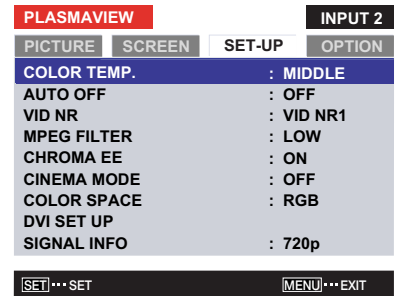 PLASMAVIEW INPUT 2
PICTURE SCREEN SET-UP OPTION
COLOR TEMP. : MIDDLE
AUTO OFF : OFF
VID NR : VID NR1
MPEG FILTER : LOW
CHROMA EE : ON
CINEMA MODE : OFF
COLOR SPACE : RGB
DVI SET UP
SIGNAL INFO : 720p
SET ··· SET MENU ··· EXIT